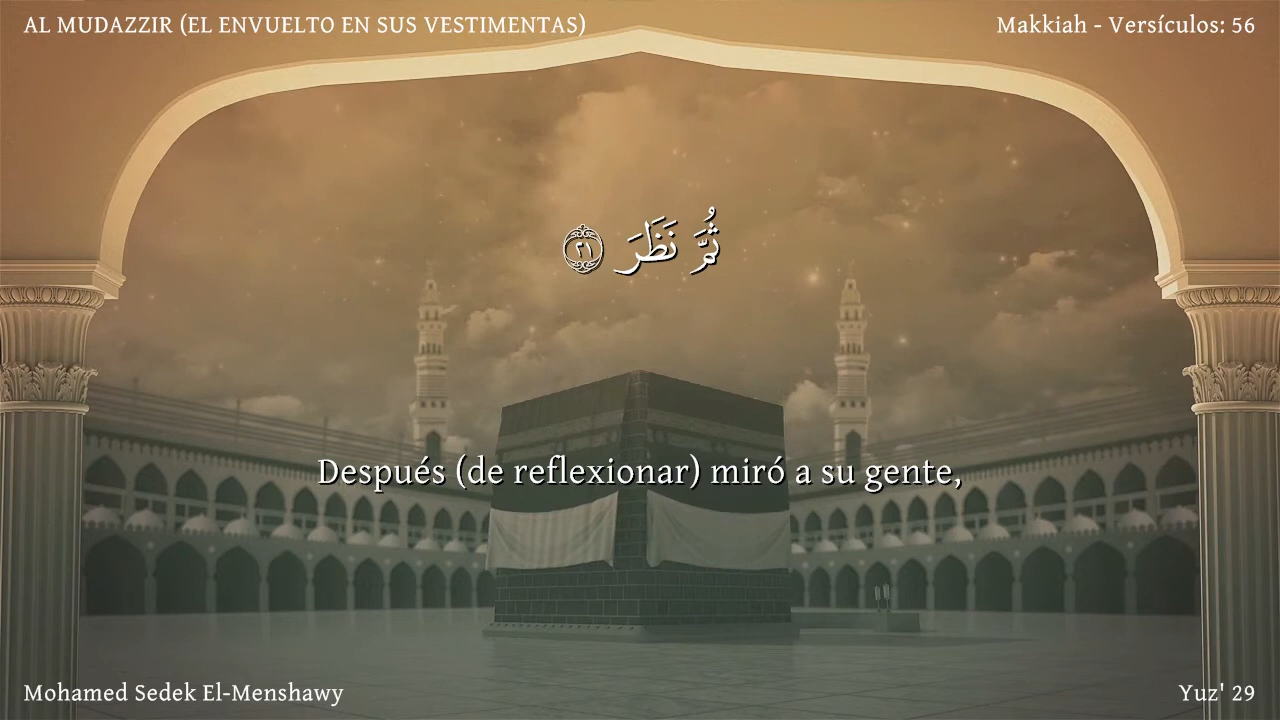 AL MUDAZZIR (EL ENVUELTO EN SUS VESTIMENTAS)
Makkiah - Versículos: 56
ثُمَّ نَظَرَ ٢١
Después (de reflexionar) miró a su gente,
Mohamed Sedek El-Menshawy
Yuz' 29